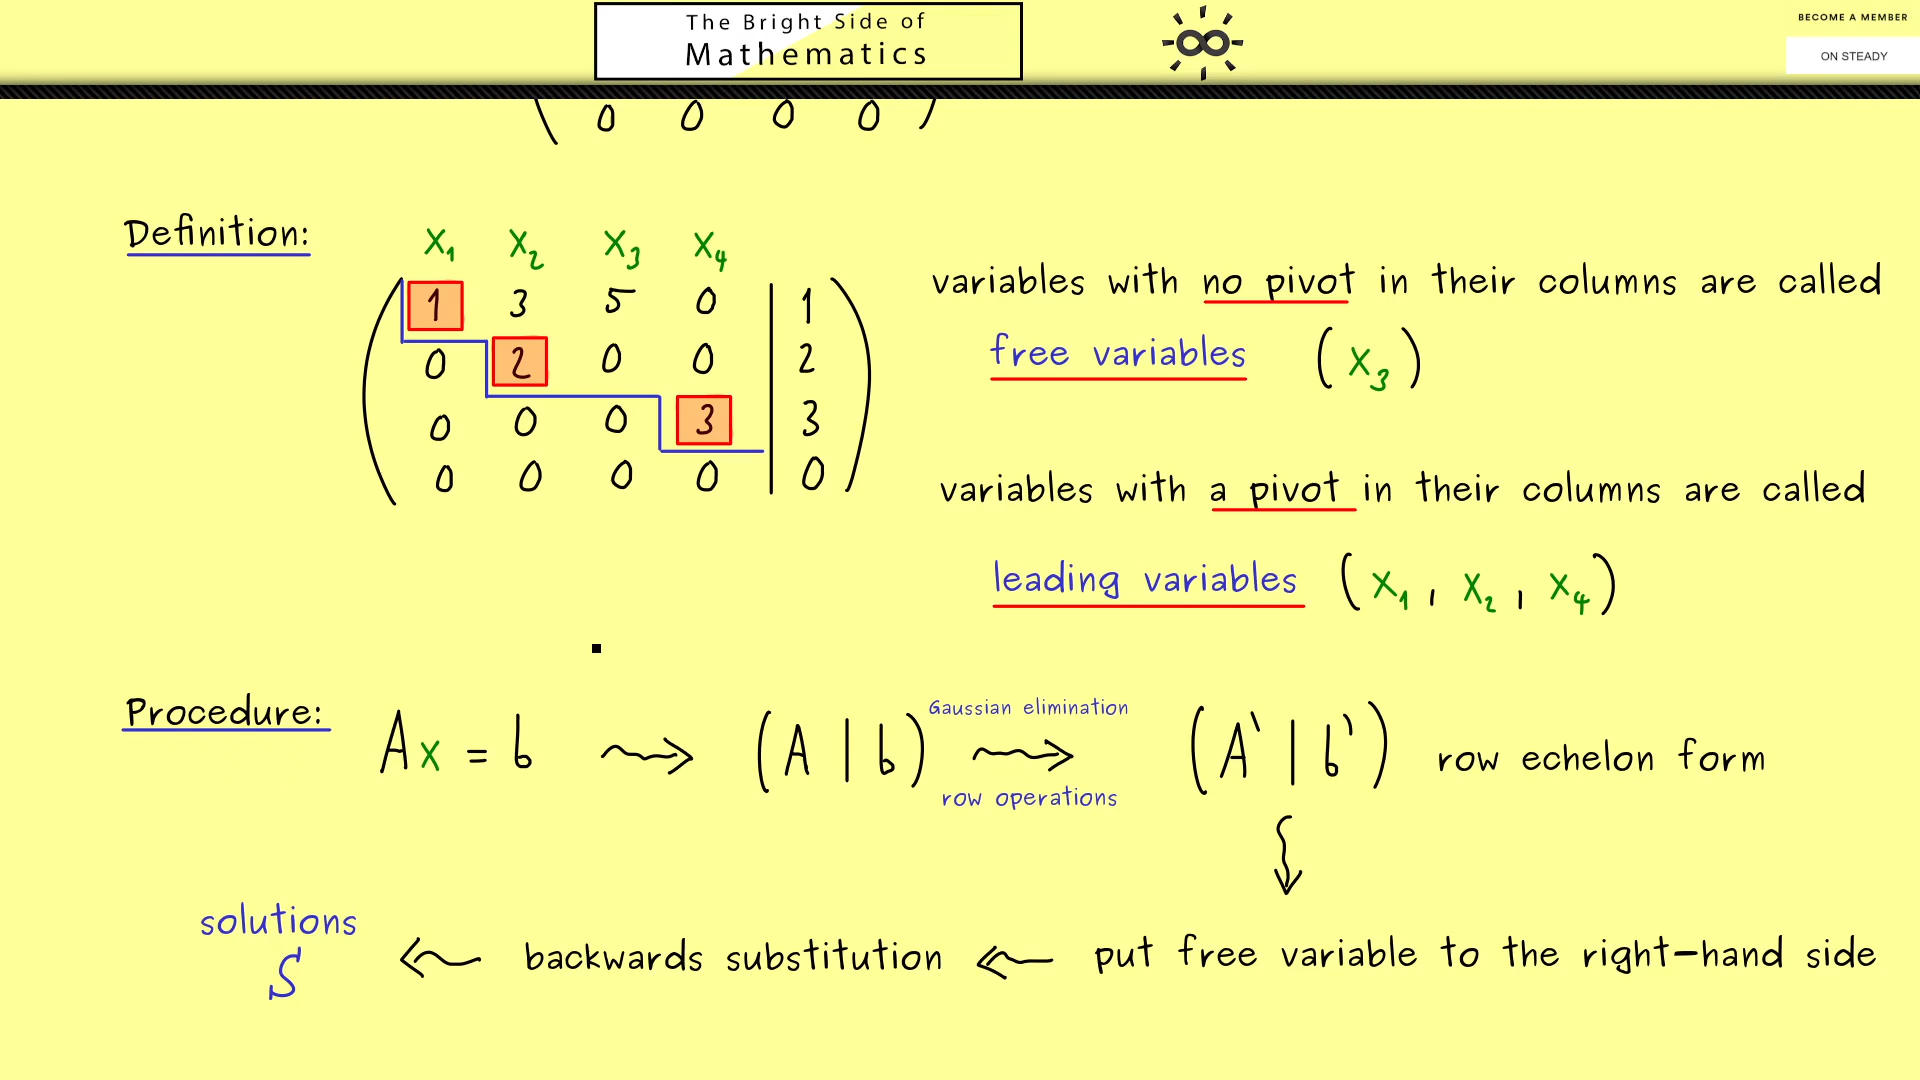 The Bright Side of
Mathematics
BECOME A MEMBER
ON STEADY
0 0 0 0
Definition:
x₁ x₂ x₃ x₄
1 3 5 0 | 1
0 2 0 0 | 2
0 0 0 3 | 3
0 0 0 0 | 0
variables with no pivot in their columns are called
free variables (x₃)
variables with a pivot in their columns are called
leading variables (x₁, x₂, x₄)
Procedure: Ax = b ⇝ (A | b) Gaussian elimination row operations ⇝ (A' | b') row echelon form
put free variable to the right-hand side
backwards substitution
solutions
S